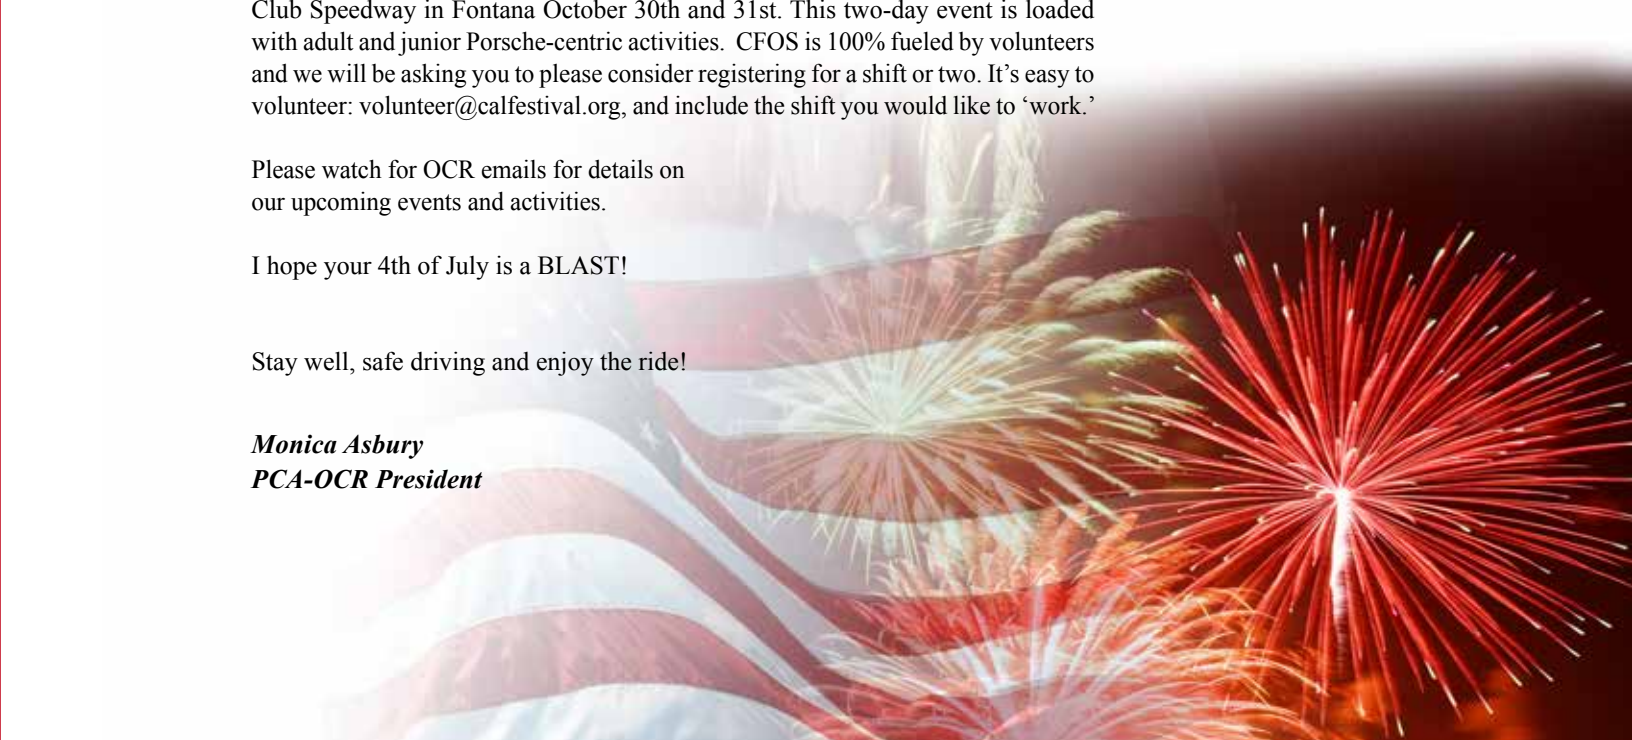 Club Speedway in Fontana October 30th and 31st. This two-day event is loaded
with adult and junior Porsche-centric activities.  CFOS is 100% fueled by volunteers
and we will be asking you to please consider registering for a shift or two. It’s easy to
volunteer: volunteer@calfestival.org, and include the shift you would like to ‘work.’
Please watch for OCR emails for details on
our upcoming events and activities.
I hope your 4th of July is a BLAST!
Stay well, safe driving and enjoy the ride!
Monica Asbury
PCA-OCR President